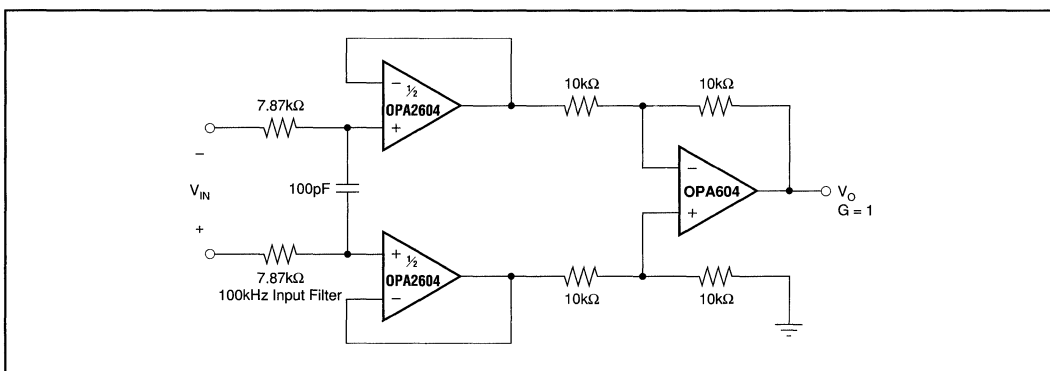 7.87kΩ
−
V_IN
+
7.87kΩ
100kHz Input Filter
100pF
− ½
OPA2604
+
+ ½
OPA2604
−
10kΩ
10kΩ
−
OPA604
+
V_O
G = 1
10kΩ
10kΩ